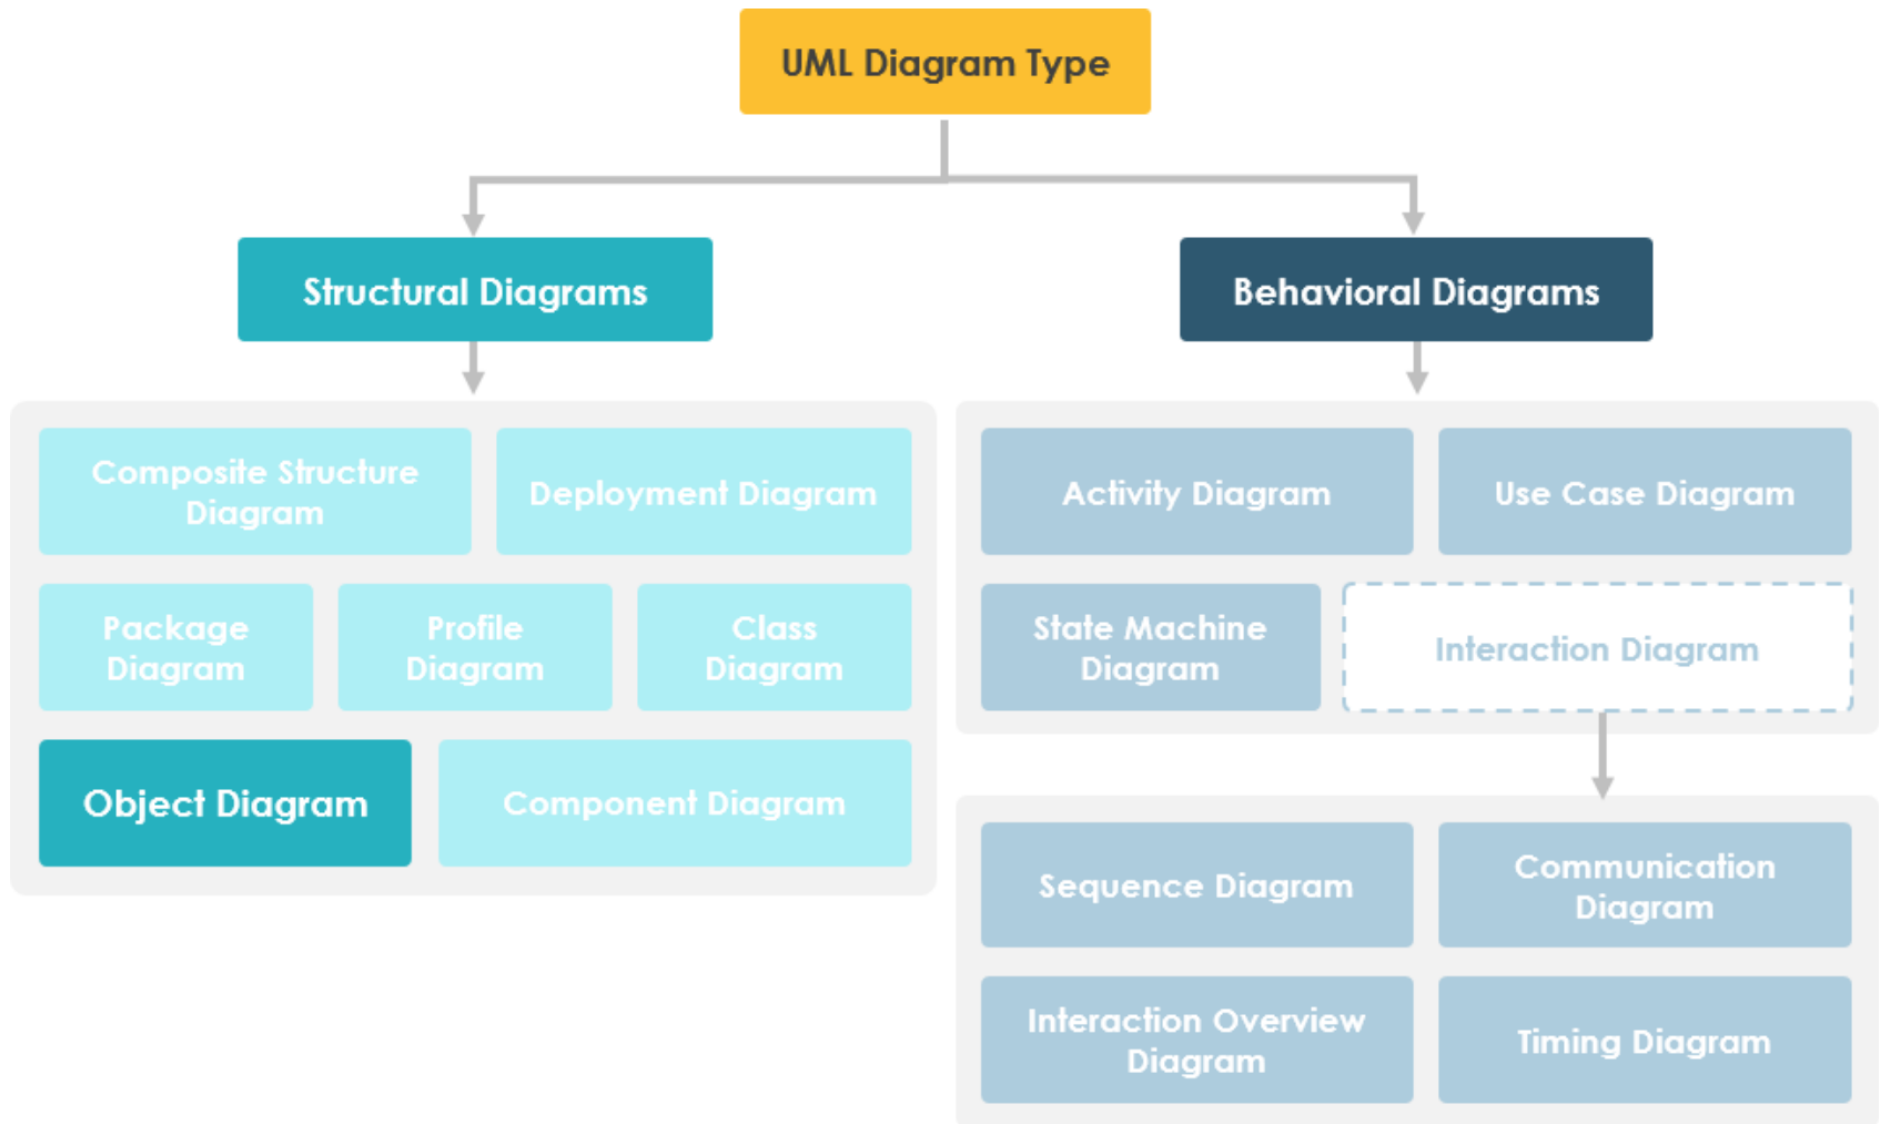 UML Diagram Type
Structural Diagrams
Behavioral Diagrams
Composite Structure
Diagram
Deployment Diagram
Package
Diagram
Profile
Diagram
Class
Diagram
Object Diagram
Component Diagram
Activity Diagram
Use Case Diagram
State Machine
Diagram
Interaction Diagram
Sequence Diagram
Communication
Diagram
Interaction Overview
Diagram
Timing Diagram